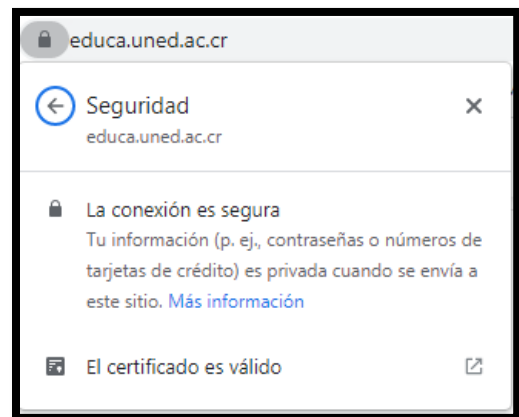 educa.uned.ac.cr
Seguridad
educa.uned.ac.cr
La conexión es segura
Tu información (p. ej., contraseñas o números de
tarjetas de crédito) es privada cuando se envía a
este sitio. Más información
El certificado es válido